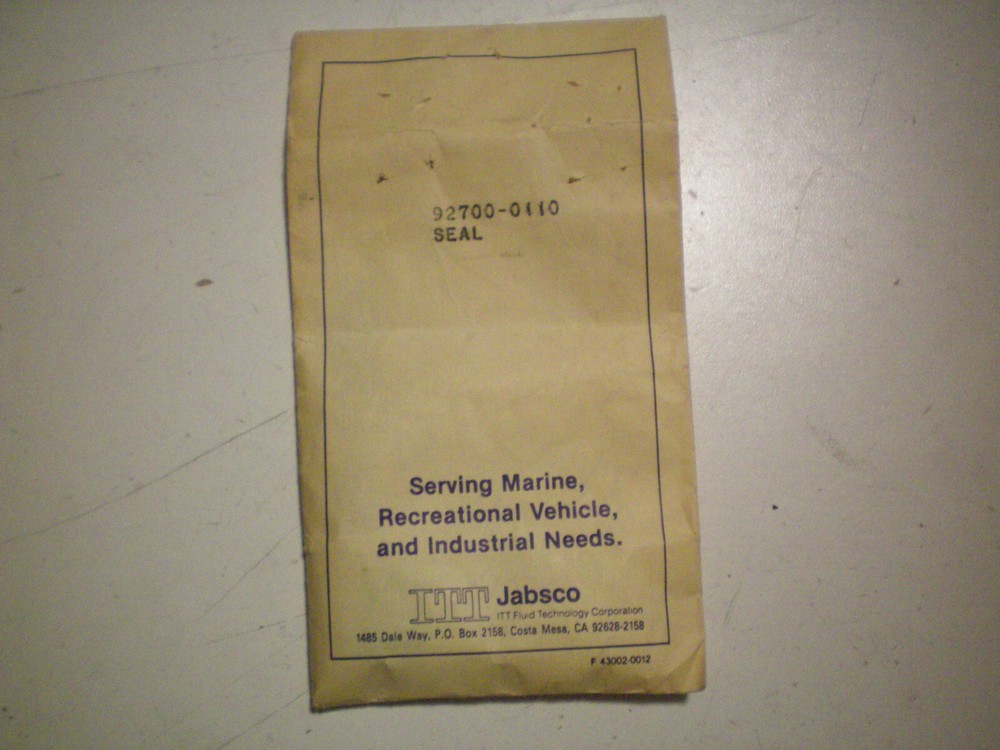 92700-0110
SEAL
Serving Marine,
Recreational Vehicle,
and Industrial Needs.
ITT Jabsco
ITT Fluid Technology Corporation
1485 Dale Way, P.O. Box 2158, Costa Mesa, CA 92628-2158
F 43002-0012